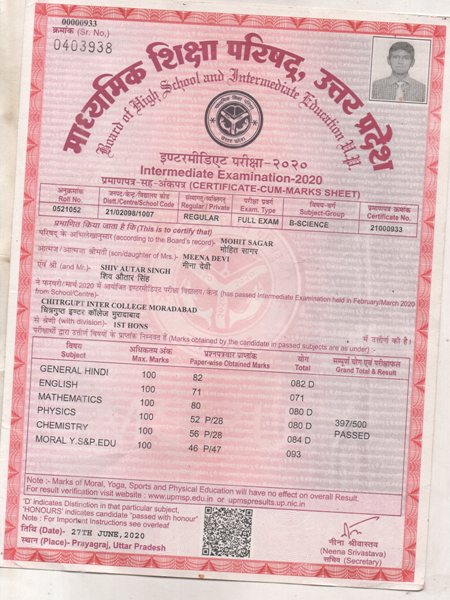 00000933
क्रमांक (Sr. No.)
0403938
माध्यमिक शिक्षा परिषद्, उत्तर प्रदेश
Board of High School and Intermediate Education U.P.
इण्टरमीडिएट परीक्षा-२०२०
Intermediate Examination-2020
प्रमाणपत्र-सह-अंकपत्र (CERTIFICATE-CUM-MARKS SHEET)
अनुक्रमांक जनपद/केन्द्र/विद्यालय कोड संस्थागत/व्यक्तिगत परीक्षा प्रकार विषय-वर्ग प्रमाणपत्र क्रमांक
Roll No Distt./Centre/School Code Regular / Private Exam. Type Subject-Group Certificate No.
0521052 21/02098/1007 REGULAR FULL EXAM B-SCIENCE 21000933
प्रमाणित किया जाता है कि(This is to certify that)
परिषद् के अभिलेखानुसार (according to the Board's record) MOHIT SAGAR
मोहित सागर
आत्मज / आत्मजा श्रीमती (son/daughter of Mrs.) MEENA DEVI
मीना देवी
एवं श्री (and Mr.) SHIV AUTAR SINGH
शिव औतार सिंह
ने फरवरी/मार्च 2020 में आयोजित इण्टरमीडिएट परीक्षा विद्यालय/केन्द्र (has passed Intermediate Examination held in February/March 2020
from School/Centre) CHITRGUPT INTER COLLEGE MORADABAD
चित्रगुप्त इण्टर कॉलेज मुरादाबाद
से श्रेणी (with division) 1ST HONS में उत्तीर्ण की है।
परीक्षार्थी द्वारा उत्तीर्ण विषयों के प्राप्तांक निम्नवत है (Marks obtained by the candidate in passed subjects are as under) :-
विषय अधिकतम अंक प्रश्नपत्रवार प्राप्तांक योग सम्पूर्ण योग एवं परीक्षाफल
Subject Max. Marks Paper-wise Obtained Marks Total Grand Total & Result
GENERAL HINDI 100 82 082 D
ENGLISH 100 71 071
MATHEMATICS 100 80 080 D
PHYSICS 100 52 P/28 080 D 397/500
CHEMISTRY 100 56 P/28 084 D PASSED
MORAL Y.S&P.EDU 100 46 P/47 093
Note :- Marks of Moral, Yoga, Sports and Physical Education will have no effect on overall Result.
For result verification visit website : www.upmsp.edu.in or upmspresults.up.nic.in
'D' indicates Distinction in that particular subject,
'HONOURS' indicates candidate "passed with honour"
Note : For Important Instructions see overleaf
तिथि (Date)- 27TH JUNE,2020
स्थान (Place)- Prayagraj, Uttar Pradesh
नीना श्रीवास्तव
(Neena Srivastava)
सचिव (Secretary)